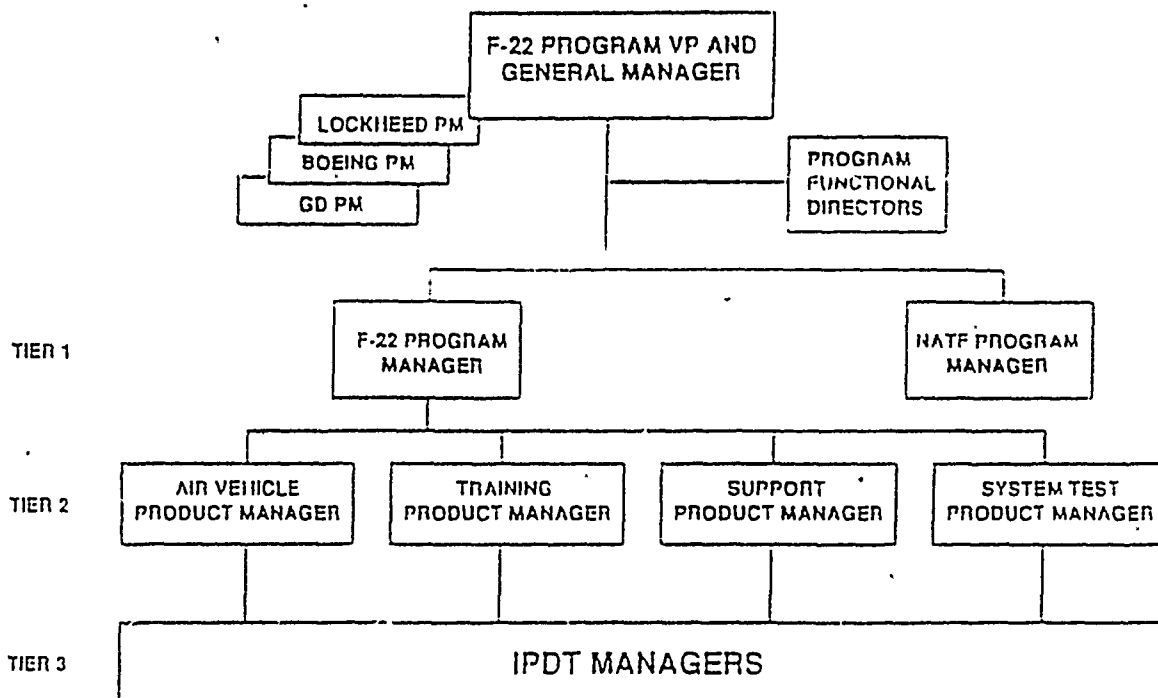 F-22 PROGRAM VP AND
GENERAL MANAGER
LOCKHEED PM
BOEING PM
GD PM
PROGRAM
FUNCTIONAL
DIRECTORS
TIER 1
F-22 PROGRAM
MANAGER
NATF PROGRAM
MANAGER
TIER 2
AIR VEHICLE
PRODUCT MANAGER
TRAINING
PRODUCT MANAGER
SUPPORT
PRODUCT MANAGER
SYSTEM TEST
PRODUCT MANAGER
TIER 3
IPDT MANAGERS